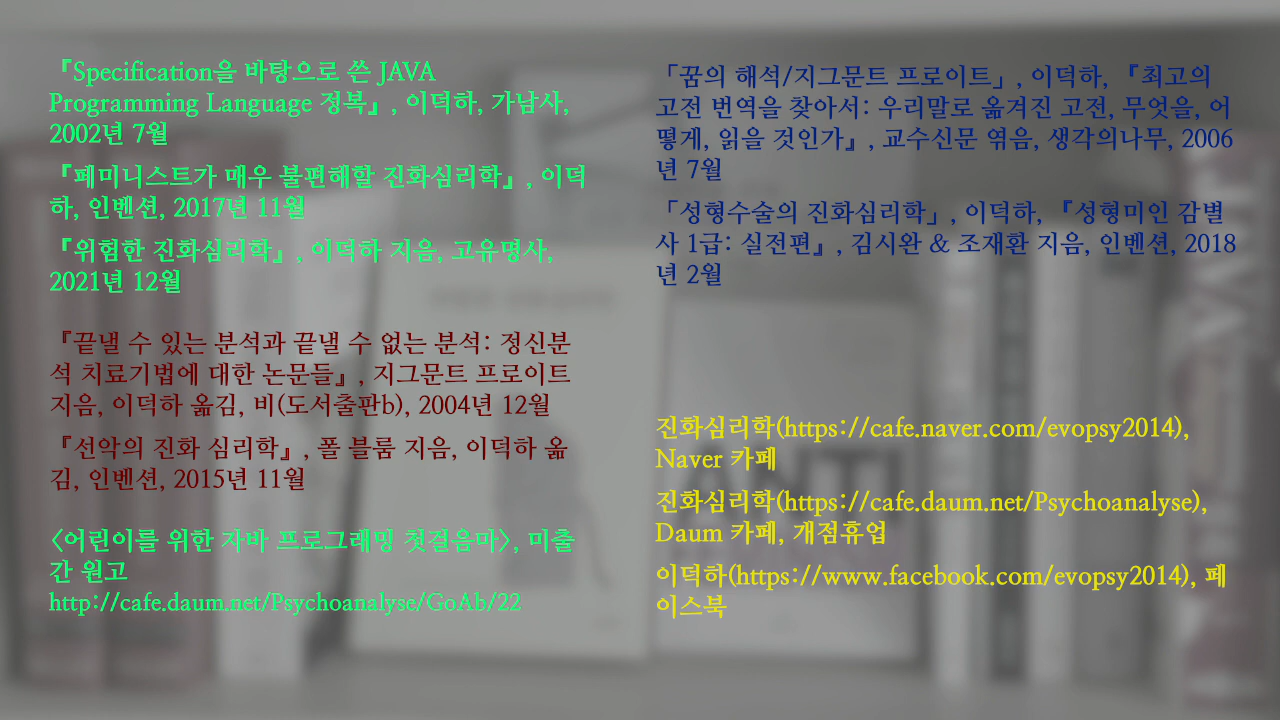 『Specification을 바탕으로 쓴 JAVA
Programming Language 정복』, 이덕하, 가남사,
2002년 7월
『페미니스트가 매우 불편해할 진화심리학』, 이덕
하, 인벤션, 2017년 11월
『위험한 진화심리학』, 이덕하 지음, 고유명사,
2021년 12월
『끝낼 수 있는 분석과 끝낼 수 없는 분석: 정신분
석 치료기법에 대한 논문들』, 지그문트 프로이트
지음, 이덕하 옮김, 비(도서출판b), 2004년 12월
『선악의 진화 심리학』, 폴 블룸 지음, 이덕하 옮
김, 인벤션, 2015년 11월
〈어린이를 위한 자바 프로그래밍 첫걸음마〉, 미출
간 원고
http://cafe.daum.net/Psychoanalyse/GoAb/22
「꿈의 해석/지그문트 프로이트」, 이덕하, 『최고의
고전 번역을 찾아서: 우리말로 옮겨진 고전, 무엇을, 어
떻게, 읽을 것인가』, 교수신문 엮음, 생각의나무, 2006
년 7월
「성형수술의 진화심리학」, 이덕하, 『성형미인 감별
사 1급: 실전편』, 김시완 & 조재환 지음, 인벤션, 2018
년 2월
진화심리학(https://cafe.naver.com/evopsy2014),
Naver 카페
진화심리학(https://cafe.daum.net/Psychoanalyse),
Daum 카페, 개점휴업
이덕하(https://www.facebook.com/evopsy2014), 페
이스북